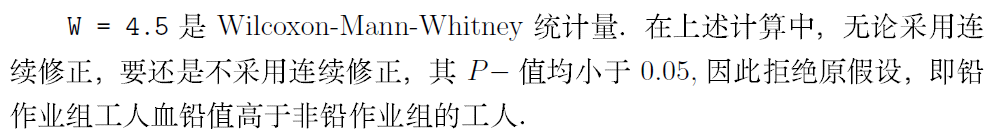 W = 4.5 是 Wilcoxon-Mann-Whitney 统计量. 在上述计算中, 无论采用连
续修正, 要还是不采用连续修正, 其 P− 值均小于 0.05, 因此拒绝原假设, 即铅
作业组工人血铅值高于非铅作业组的工人.